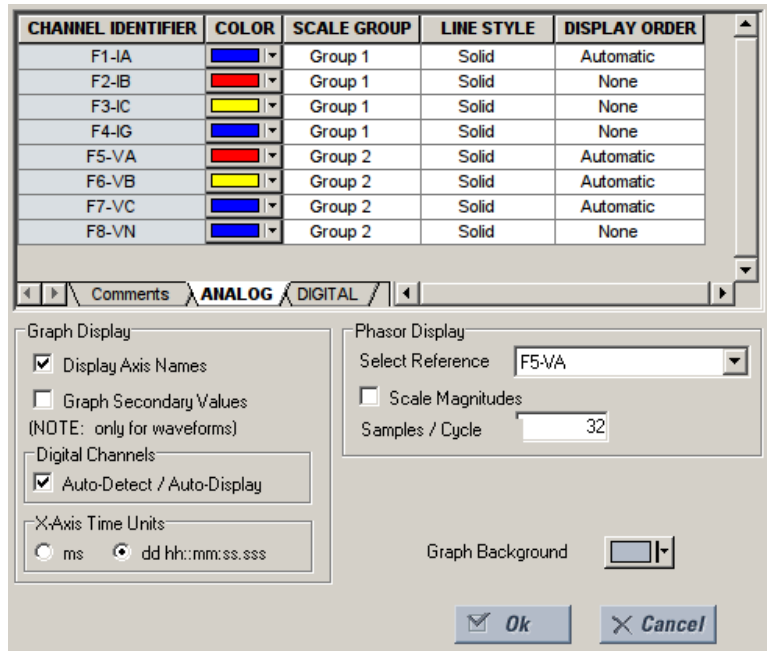 CHANNEL IDENTIFIER COLOR SCALE GROUP LINE STYLE DISPLAY ORDER
F1-IA Group 1 Solid Automatic
F2-IB Group 1 Solid None
F3-IC Group 1 Solid None
F4-IG Group 1 Solid None
F5-VA Group 2 Solid Automatic
F6-VB Group 2 Solid Automatic
F7-VC Group 2 Solid Automatic
F8-VN Group 2 Solid None
Comments ANALOG DIGITAL
Graph Display
Display Axis Names
Graph Secondary Values
(NOTE: only for waveforms)
Digital Channels
Auto-Detect / Auto-Display
X-Axis Time Units
ms dd hh::mm:ss.sss
Phasor Display
Select Reference F5-VA
Scale Magnitudes
Samples / Cycle 32
Graph Background
Ok Cancel